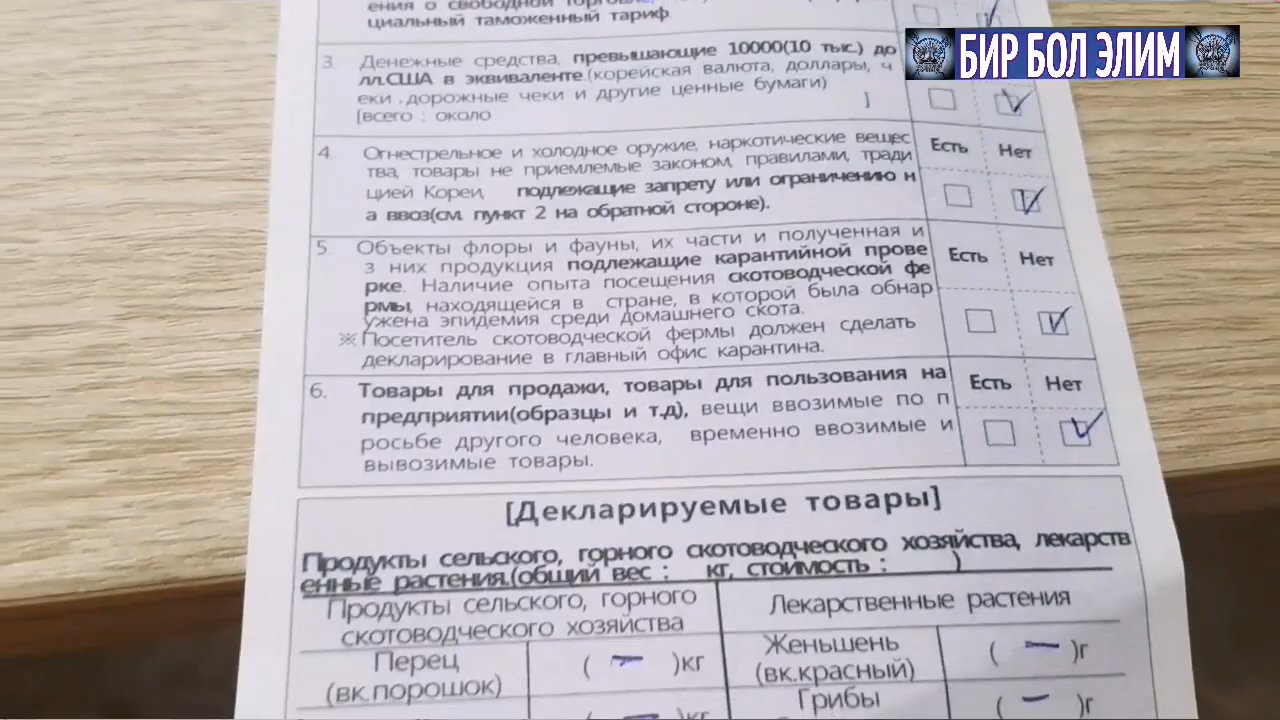 ения о свободной торговле,
циальный таможенный тариф
БИР БОЛ ЭЛИМ
3. Денежные средства, превышающие 10000(10 тыс.) до
лл.США в эквиваленте.(корейская валюта, доллары, ч
еки , дорожные чеки и другие ценные бумаги)
[всего : около ]
4. Огнестрельное и холодное оружие, наркотические вещес
тва, товары не приемлемые законом, правилами, тради
цией Кореи, подлежащие запрету или ограничению н
а ввоз(см. пункт 2 на обратной стороне).
Есть Нет
5. Объекты флоры и фауны, их части и полученная и
з них продукция подлежащие карантийной прове
рке. Наличие опыта посещения скотоводческой фе
рмы, находящейся в стране, в которой была обнар
ужена эпидемия среди домашнего скота.
※ Посетитель скотоводческой фермы должен сделать
декларирование в главный офис карантина.
Есть Нет
6. Товары для продажи, товары для пользования на
предприятии(образцы и т.д), вещи ввозимые по п
росьбе другого человека, временно ввозимые и
вывозимые товары.
Есть Нет
[Декларируемые товары]
Продукты сельского, горного скотоводческого хозяйства, лекарств
енные растения.(общий вес : кг, стоимость : )
Продукты сельского, горного
скотоводческого хозяйства
Лекарственные растения
Перец
(вк.порошок)
( – )кг
Женьшень
(вк.красный)
( – )г
( – )кг
Грибы
( – )г